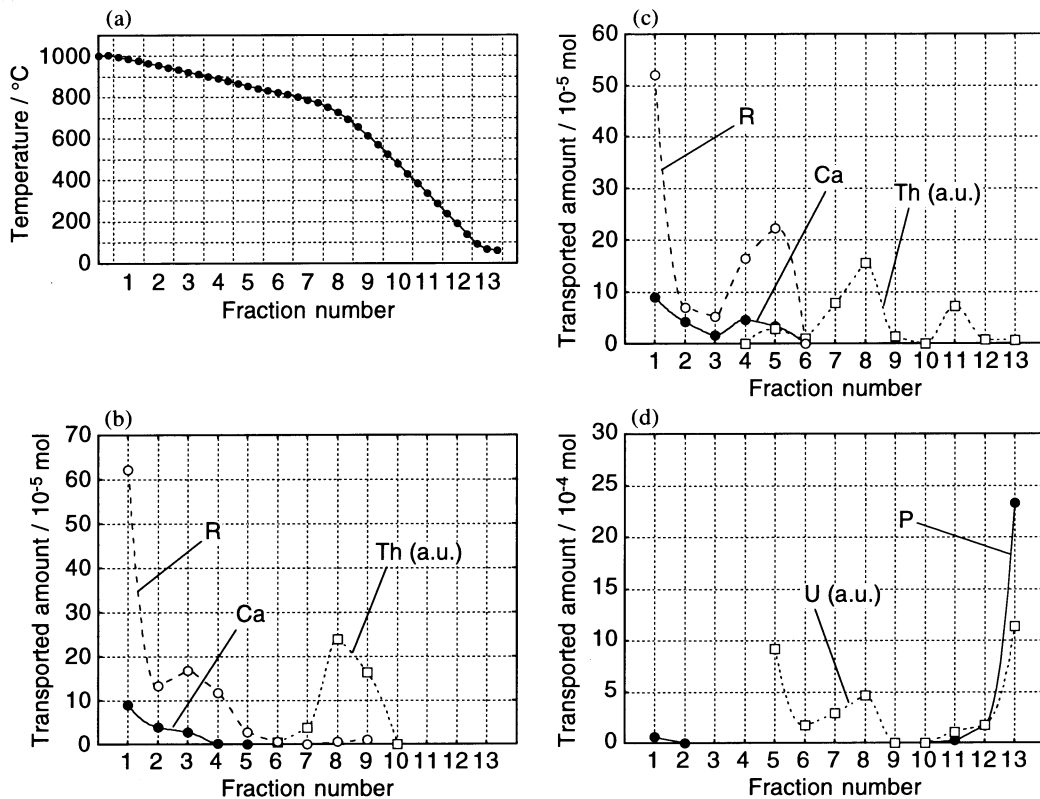 (a)
1000
800
600
400
200
0
Temperature / °C
1 2 3 4 5 6 7 8 9 10 11 12 13
Fraction number
(c)
60
50
40
30
20
10
0
Transported amount / 10-5 mol
R
Ca
Th (a.u.)
1 2 3 4 5 6 7 8 9 10 11 12 13
Fraction number
(b)
70
60
50
40
30
20
10
0
Transported amount / 10-5 mol
R
Ca
Th (a.u.)
1 2 3 4 5 6 7 8 9 10 11 12 13
Fraction number
(d)
30
25
20
15
10
5
0
Transported amount / 10-4 mol
P
U (a.u.)
1 2 3 4 5 6 7 8 9 10 11 12 13
Fraction number